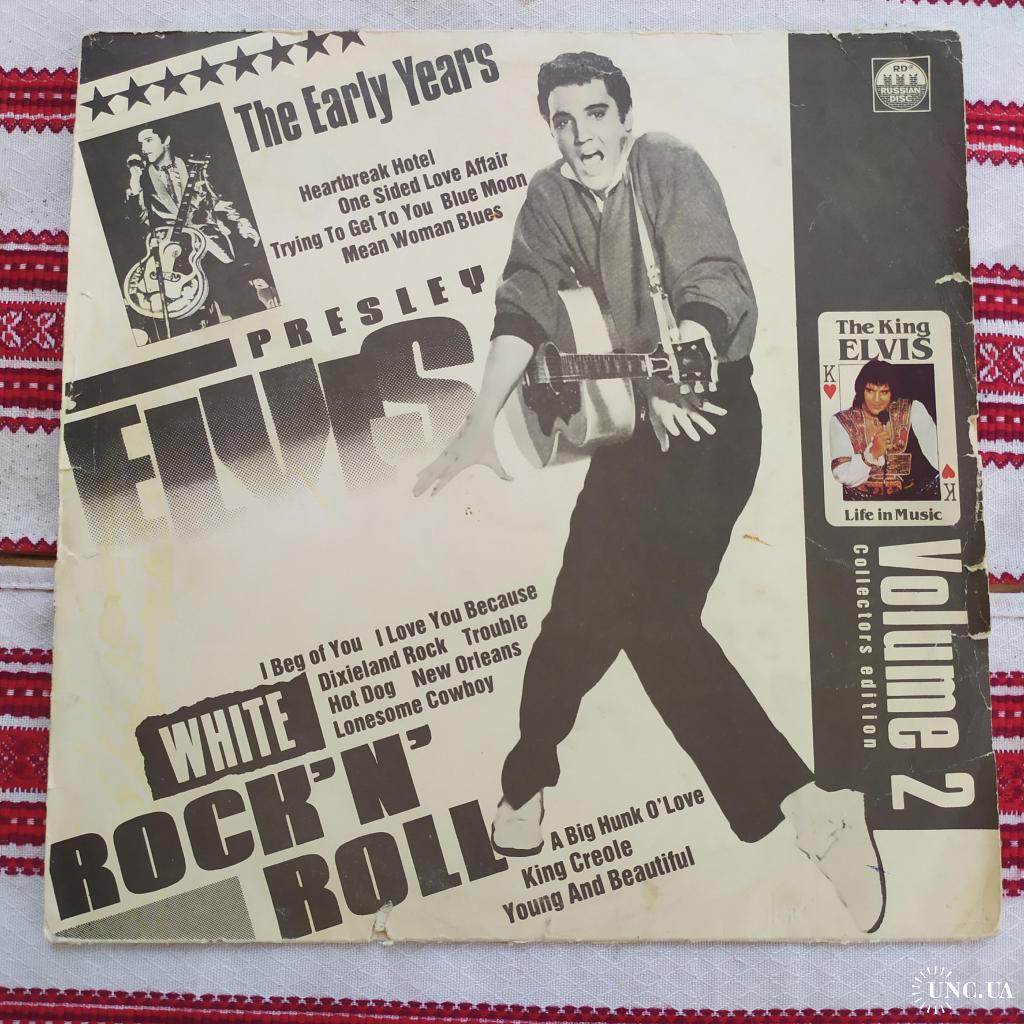 The Early Years
Heartbreak Hotel
One Sided Love Affair
Trying To Get To You Blue Moon
Mean Woman Blues
PRESLEY
ELVIS
RD®
RUSSIAN
DISC
The King
ELVIS
K
K
Life in Music
Volume 2
Collectors edition
I Beg of You I Love You Because
Dixieland Rock Trouble
Hot Dog New Orleans
Lonesome Cowboy
WHITE
ROCK'N'
ROLL
A Big Hunk O'Love
King Creole
Young And Beautiful
UNC.UA